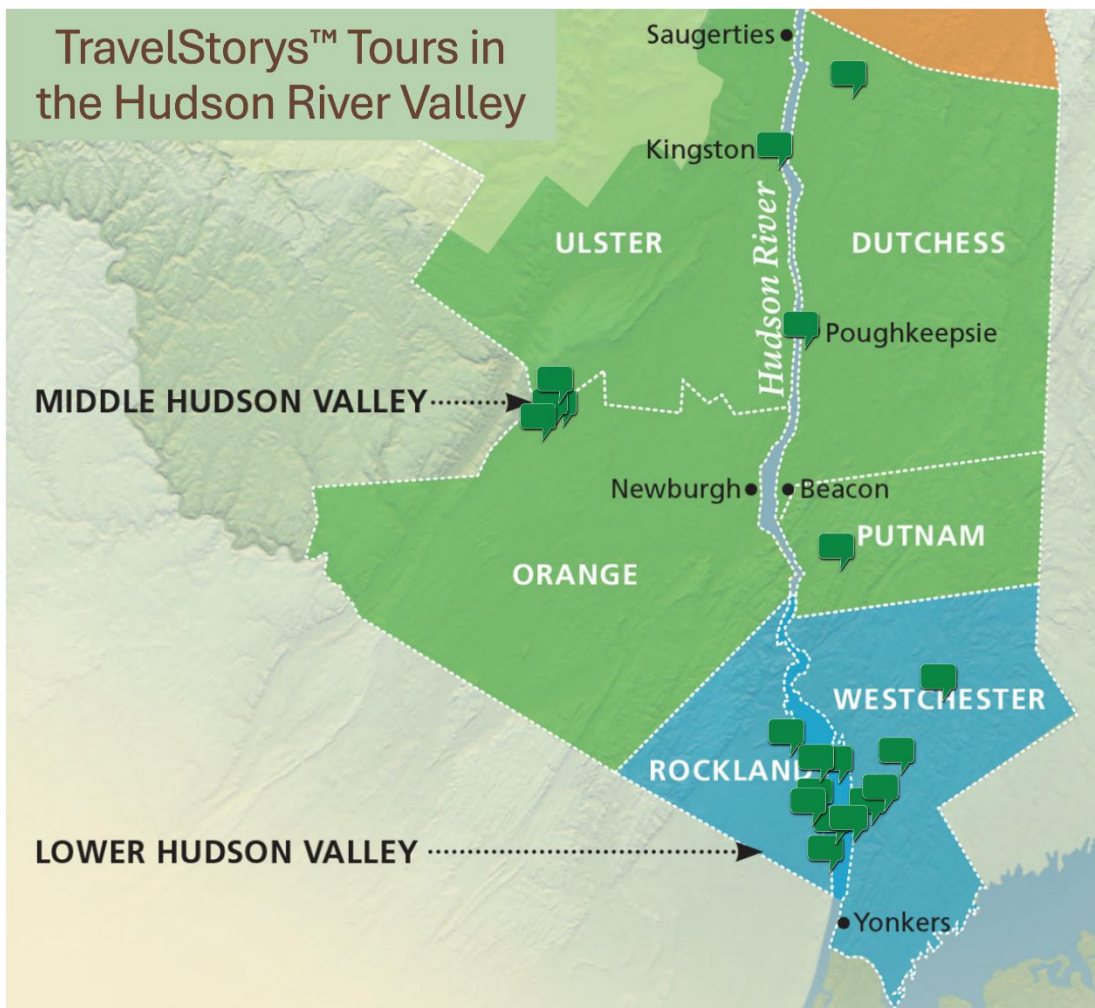 TravelStorys™ Tours in
the Hudson River Valley
Saugerties
Kingston
ULSTER
DUTCHESS
Hudson River
Poughkeepsie
MIDDLE HUDSON VALLEY
Newburgh
Beacon
PUTNAM
ORANGE
WESTCHESTER
ROCKLAND
LOWER HUDSON VALLEY
Yonkers